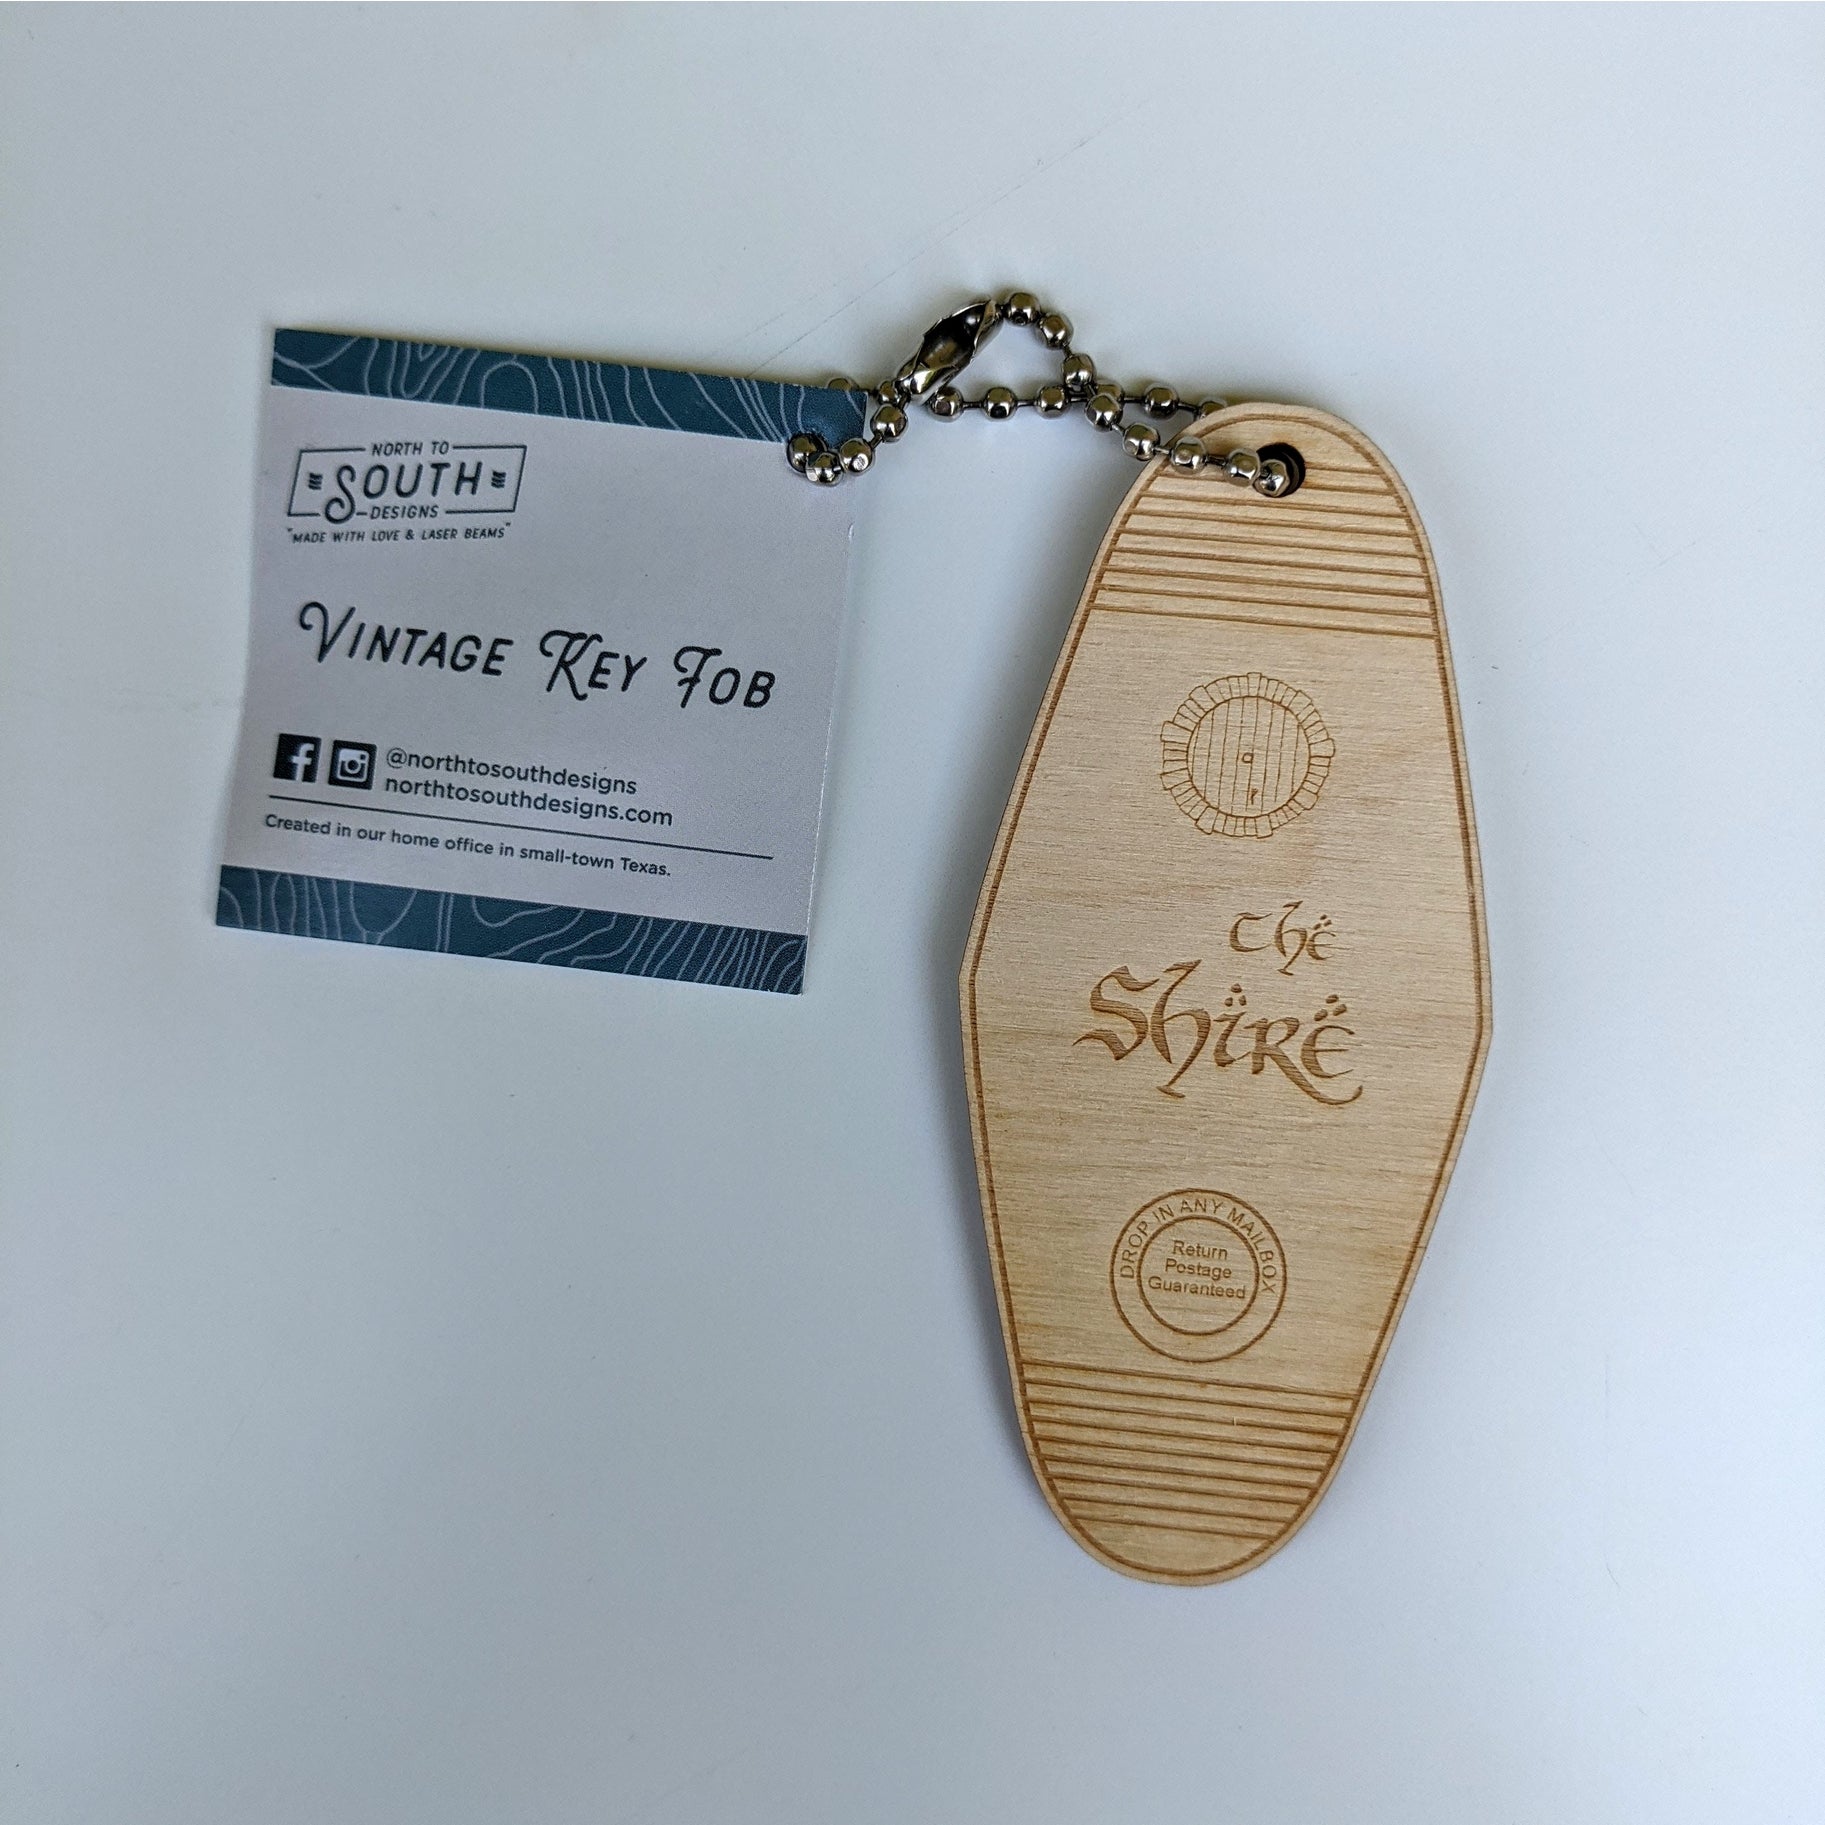 NORTH TO
SOUTH
DESIGNS
"MADE WITH LOVE & LASER BEAMS"
VINTAGE KEY FOB
@northtosouthdesigns
northtosouthdesigns.com
Created in our home office in small-town Texas.
The
Shire
DROP IN ANY MAILBOX
Return
Postage
Guaranteed